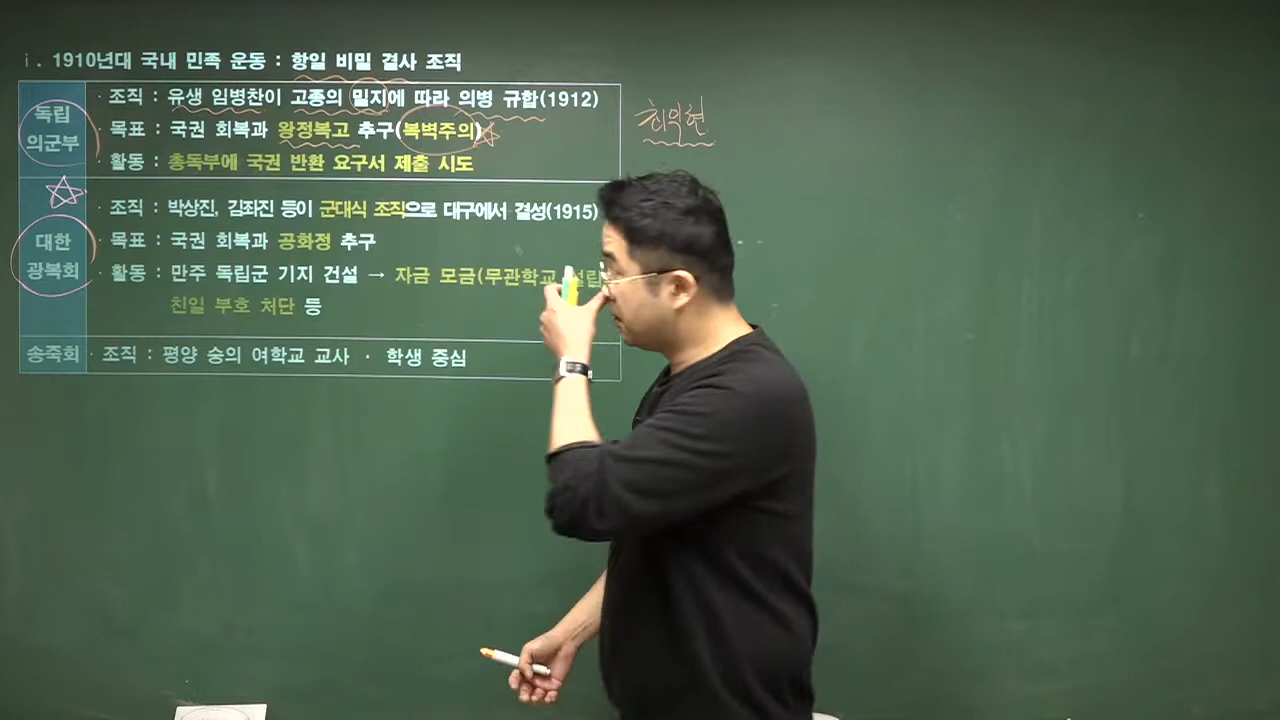 i. 1910년대 국내 민족 운동 : 항일 비밀 결사 조직
독립
의군부
· 조직 : 유생 임병찬이 고종의 밀지에 따라 의병 규합(1912)
· 목표 : 국권 회복과 왕정복고 추구(복벽주의)
· 활동 : 총독부에 국권 반환 요구서 제출 시도
최익현
대한
광복회
· 조직 : 박상진, 김좌진 등이 군대식 조직으로 대구에서 결성(1915)
· 목표 : 국권 회복과 공화정 추구
· 활동 : 만주 독립군 기지 건설 → 자금 모금(무관학교 설립
친일 부호 처단 등
송죽회
· 조직 : 평양 숭의 여학교 교사 · 학생 중심